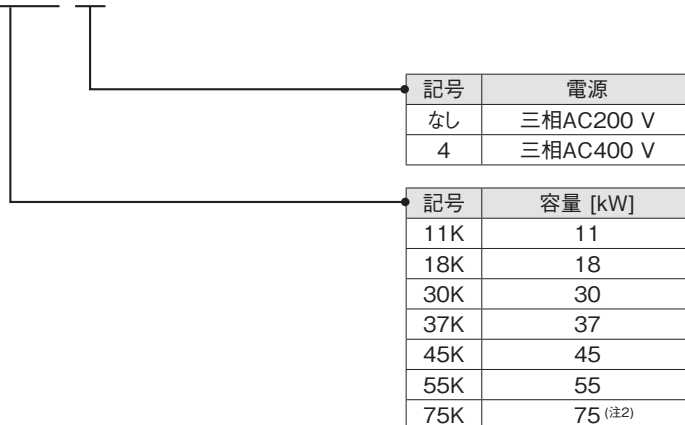 記号 電源
なし 三相AC200 V
4 三相AC400 V
記号 容量 [kW]
11K 11
18K 18
30K 30
37K 37
45K 45
55K 55
75K 75 (注2)